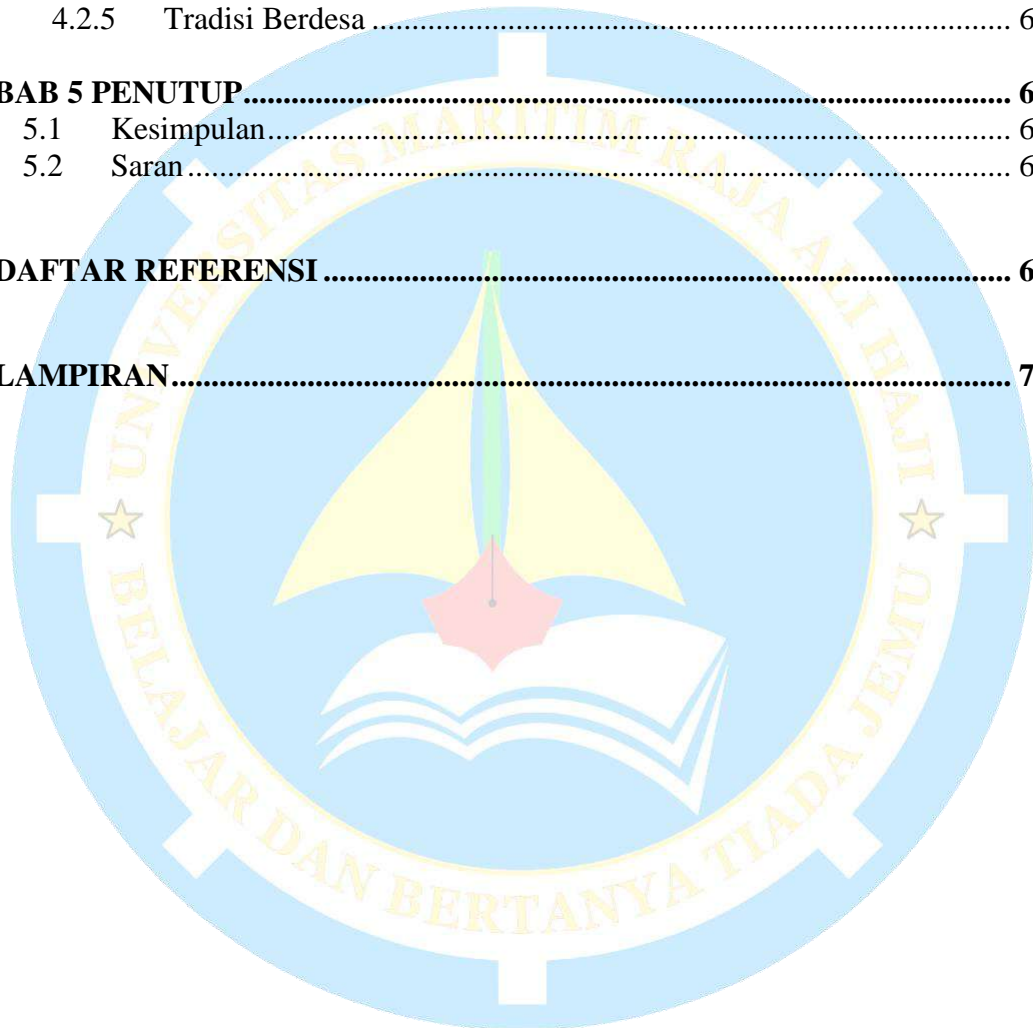 4.2.5 Tradisi Berdesa ................................................................................. 6
BAB 5 PENUTUP ................................................................................. 6
5.1 Kesimpulan ................................................................................. 6
5.2 Saran ................................................................................. 6
DAFTAR REFERENSI ................................................................................. 6
LAMPIRAN ................................................................................. 7
UNIVERSITAS MARITIM RAJA ALI HAJI
BELAJAR DAN BERTANYA TIADA JEMU